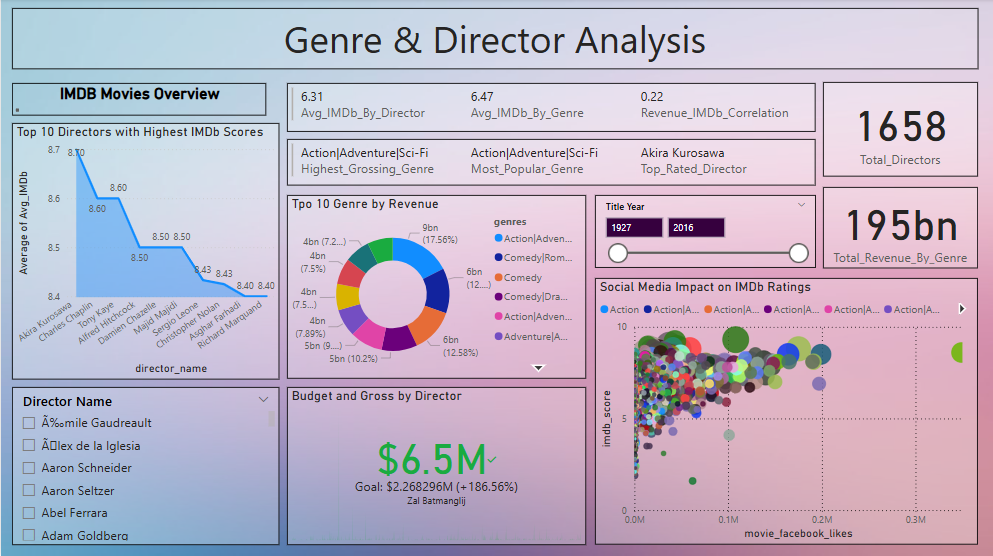 Genre & Director Analysis
IMDB Movies Overview
6.31
Avg_IMDb_By_Director
6.47
Avg_IMDb_By_Genre
0.22
Revenue_IMDb_Correlation
1658
Total_Directors
Action|Adventure|Sci-Fi
Highest_Grossing_Genre
Action|Adventure|Sci-Fi
Most_Popular_Genre
Akira Kurosawa
Top_Rated_Director
195bn
Total_Revenue_By_Genre
Top 10 Directors with Highest IMDb Scores
Average of Avg_IMDb
8.7
8.6
8.5
8.4
8.70
8.60
8.60
8.50
8.50
8.50
8.43
8.43
8.40
8.40
Akira Kurosawa
Charles Chaplin
Tony Kaye
Alfred Hitchcock
Damien Chazelle
Majid Majidi
Sergio Leone
Christopher Nolan
Asghar Farhadi
Richard Marquand
director_name
Tpo 10 Genre by Revenue
9bn
(17.56%)
6bn
(12....)
6bn
(12.58%)
5bn (10.2%)
5bn (9....)
4bn
(7.89%)
4bn
(7.5...)
4bn
(7.5%)
4bn (7.2...)
genres
Action|Adven...
Comedy|Rom...
Comedy
Comedy|Dra...
Action|Adven...
Adventure|A...
Title Year
1927
2016
Social Media Impact on IMDb Ratings
Action
Action|A...
Action|A...
Action|A...
Action|A...
Action|A...
imdb_score
10
5
0
0.0M
0.1M
0.2M
0.3M
movie_facebook_likes
Director Name
Ã‰mile Gaudreault
Aaron Schneider
Aaron Seltzer
Abel Ferrara
Adam Goldberg
Budget and Gross by Director
$6.5M
Goal: $2.268296M (+186.56%)
Zal Batmanglij